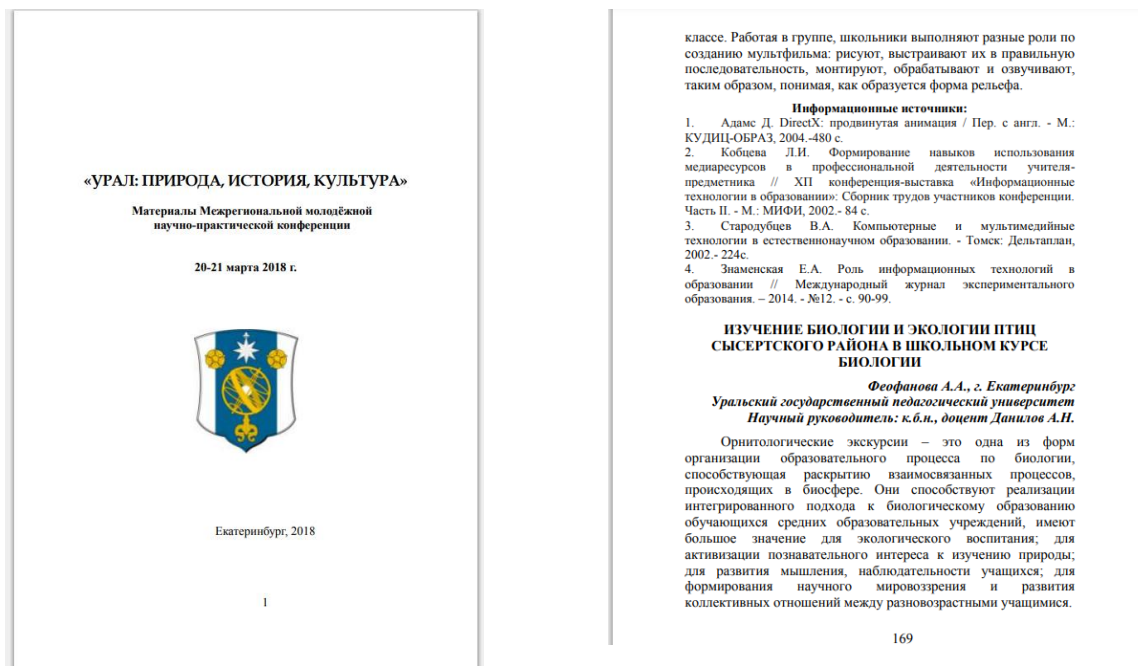 «УРАЛ: ПРИРОДА, ИСТОРИЯ, КУЛЬТУРА»
Материалы Межрегиональной молодёжной
научно-практической конференции
20-21 марта 2018 г.
Екатеринбург, 2018
1
классе. Работая в группе, школьники выполняют разные роли по
созданию мультфильма: рисуют, выстраивают их в правильную
последовательность, монтируют, обрабатывают и озвучивают,
таким образом, понимая, как образуется форма рельефа.
Информационные источники:
1. Адамс Д. DirectX: продвинутая анимация / Пер. с англ. - М.:
КУДИЦ-ОБРАЗ, 2004.-480 с.
2. Кобцева Л.И. Формирование навыков использования
медиаресурсов в профессиональной деятельности учителя-
предметника // XII конференция-выставка «Информационные
технологии в образовании»: Сборник трудов участников конференции.
Часть II. - М.: МИФИ, 2002.- 84 с.
3. Стародубцев В.А. Компьютерные и мультимедийные
технологии в естественнонаучном образовании. - Томск: Дельтаплан,
2002.- 224с.
4. Знаменская Е.А. Роль информационных технологий в
образовании // Международный журнал экспериментального
образования. – 2014. - №12. - с. 90-99.
ИЗУЧЕНИЕ БИОЛОГИИ И ЭКОЛОГИИ ПТИЦ
СЫСЕРТСКОГО РАЙОНА В ШКОЛЬНОМ КУРСЕ
БИОЛОГИИ
Феофанова А.А., г. Екатеринбург
Уральский государственный педагогический университет
Научный руководитель: к.б.н., доцент Данилов А.Н.
Орнитологические экскурсии – это одна из форм
организации образовательного процесса по биологии,
способствующая раскрытию взаимосвязанных процессов,
происходящих в биосфере. Они способствуют реализации
интегрированного подхода к биологическому образованию
обучающихся средних образовательных учреждений, имеют
большое значение для экологического воспитания; для
активизации познавательного интереса к изучению природы;
для развития мышления, наблюдательности учащихся; для
формирования научного мировоззрения и развития
коллективных отношений между разновозрастными учащимися.
169